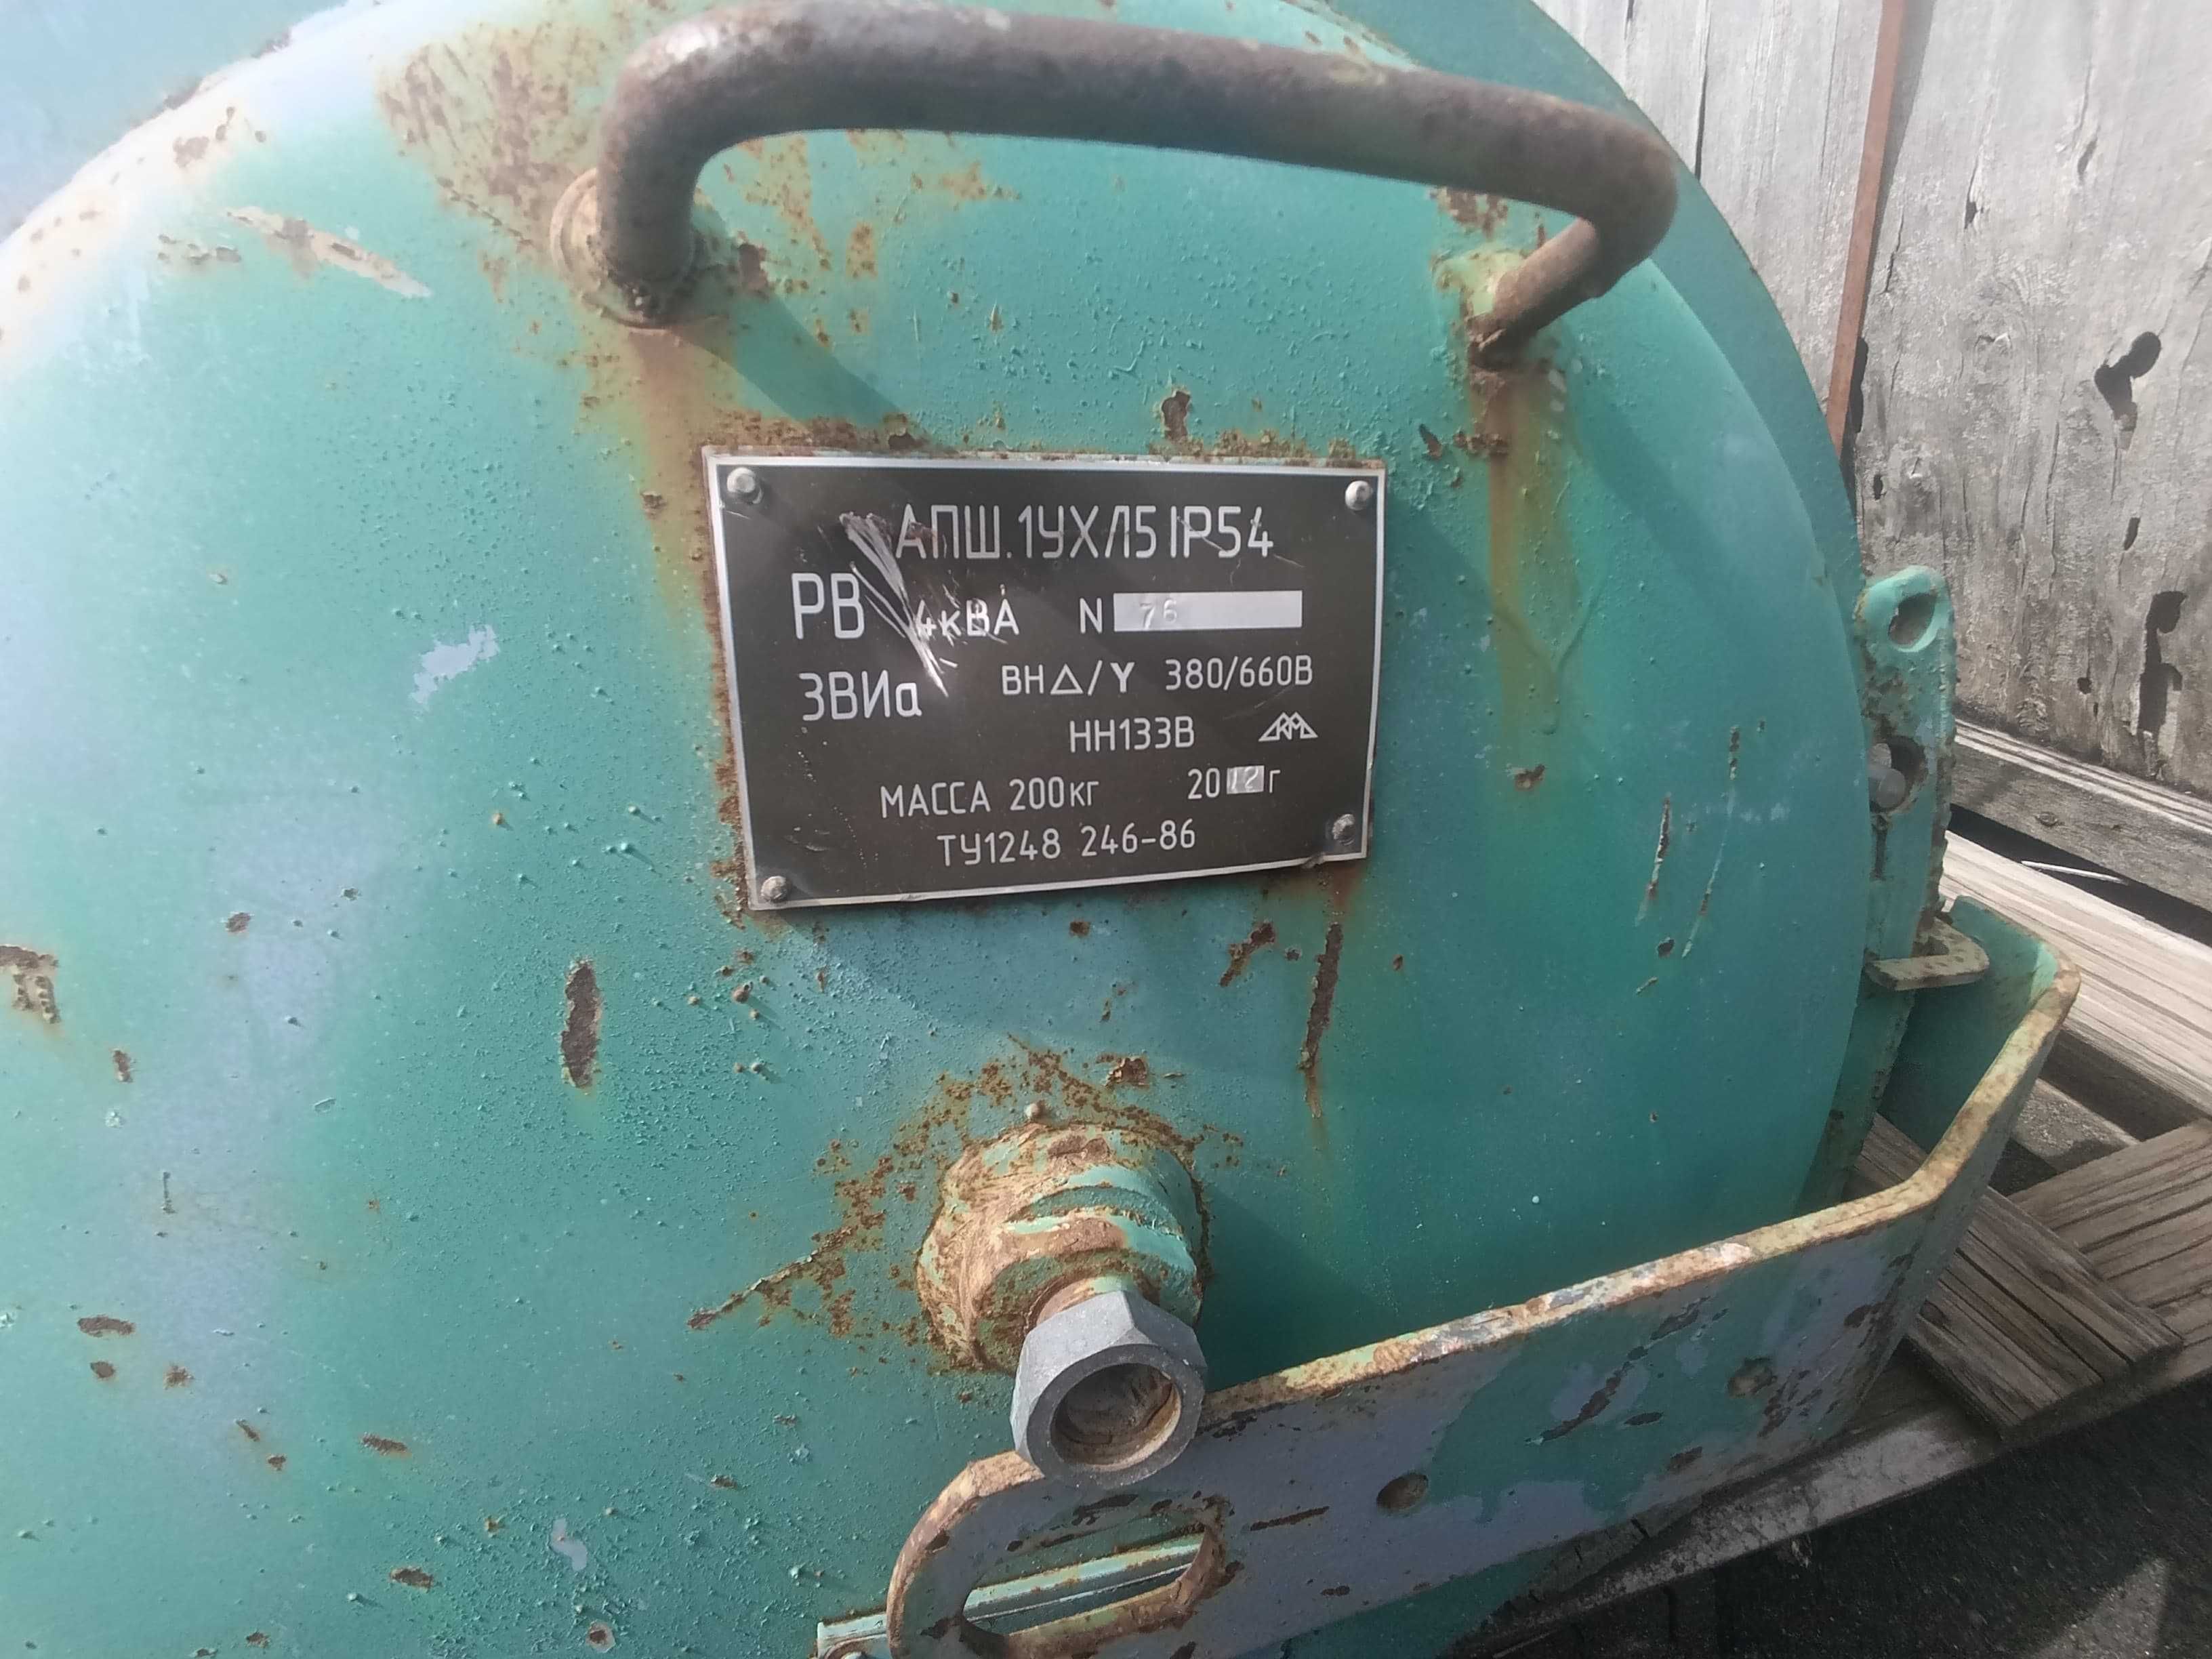 АПШ.1УХЛ5 IP54
РВ 4кВА N 76
3ВИа ВН△/Y 380/660В
НН133В
МАССА 200кг 2012г
ТУ1248 246-86